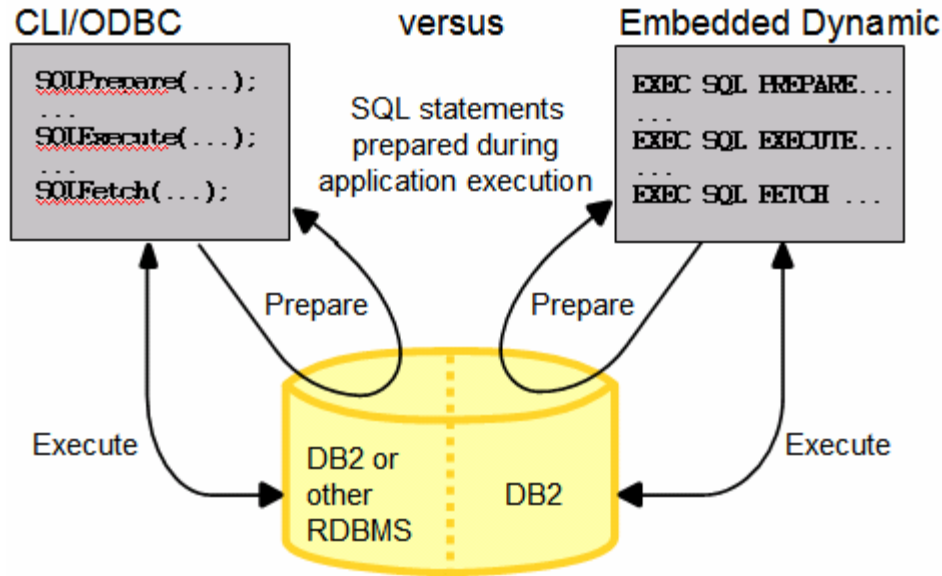 CLI/ODBC
versus
Embedded Dynamic
SQLPrepare(...);
...
SQLExecute(...);
...
SQLFetch(...);
SQL statements
prepared during
application execution
EXEC SQL PREPARE...
...
EXEC SQL EXECUTE...
...
EXEC SQL FETCH ...
Prepare
Prepare
Execute
Execute
DB2 or
other
RDBMS
DB2